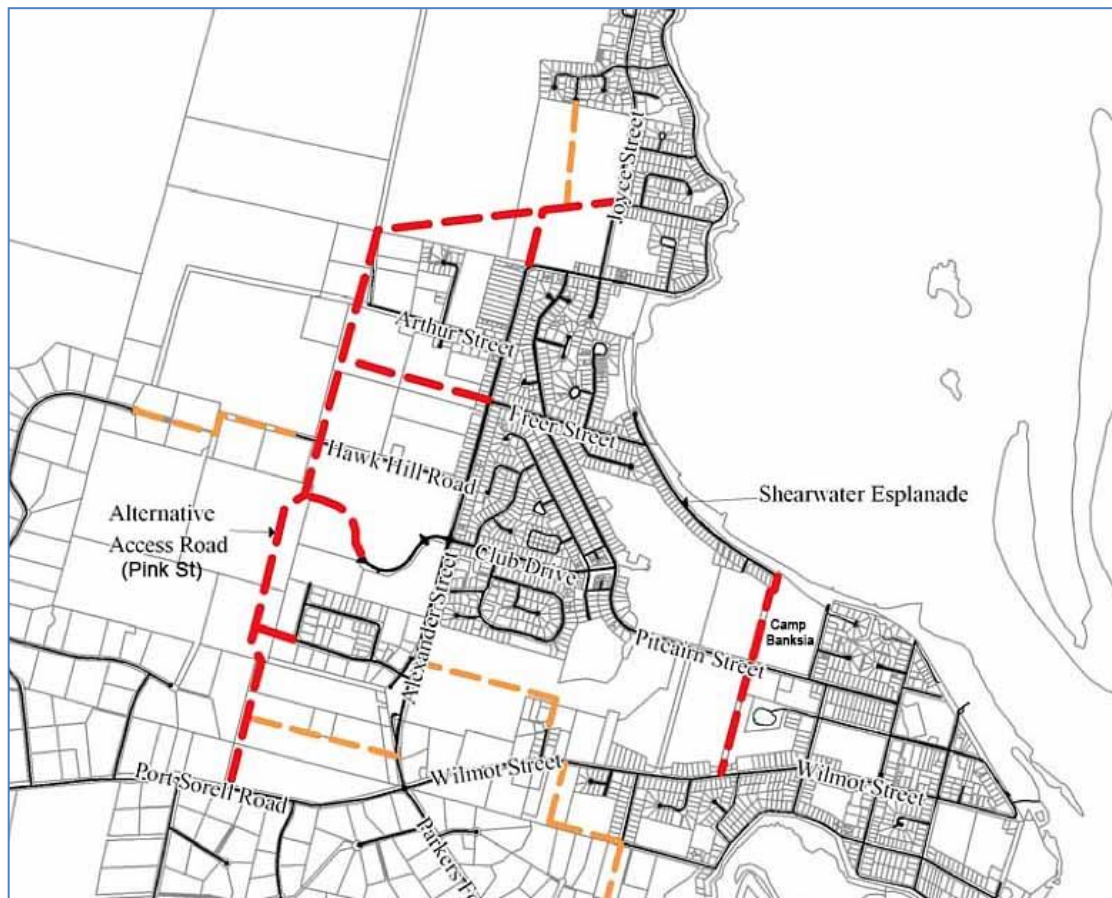 Joyce Street
Arthur Street
Freer Street
Hawk Hill Road
Shearwater Esplanade
Alternative
Access Road
(Pink St)
Club Drive
Camp
Banksia
Alexander Street
Pitcairn Street
Wilmot Street
Wilmot Street
Port Sorell Road
Parkers